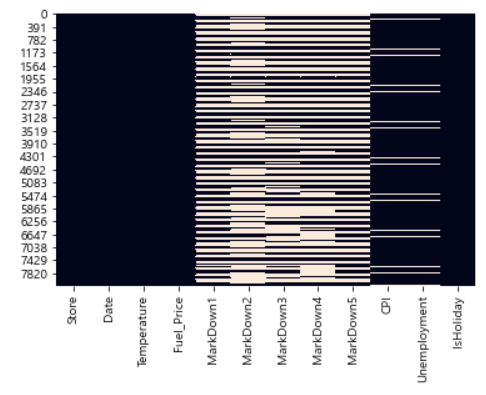 0
391
782
1173
1564
1955
2346
2737
3128
3519
3910
4301
4692
5083
5474
5865
6256
6647
7038
7429
7820
Store
Date
Temperature
Fuel_Price
MarkDown1
MarkDown2
MarkDown3
MarkDown4
MarkDown5
CPI
Unemployment
IsHoliday